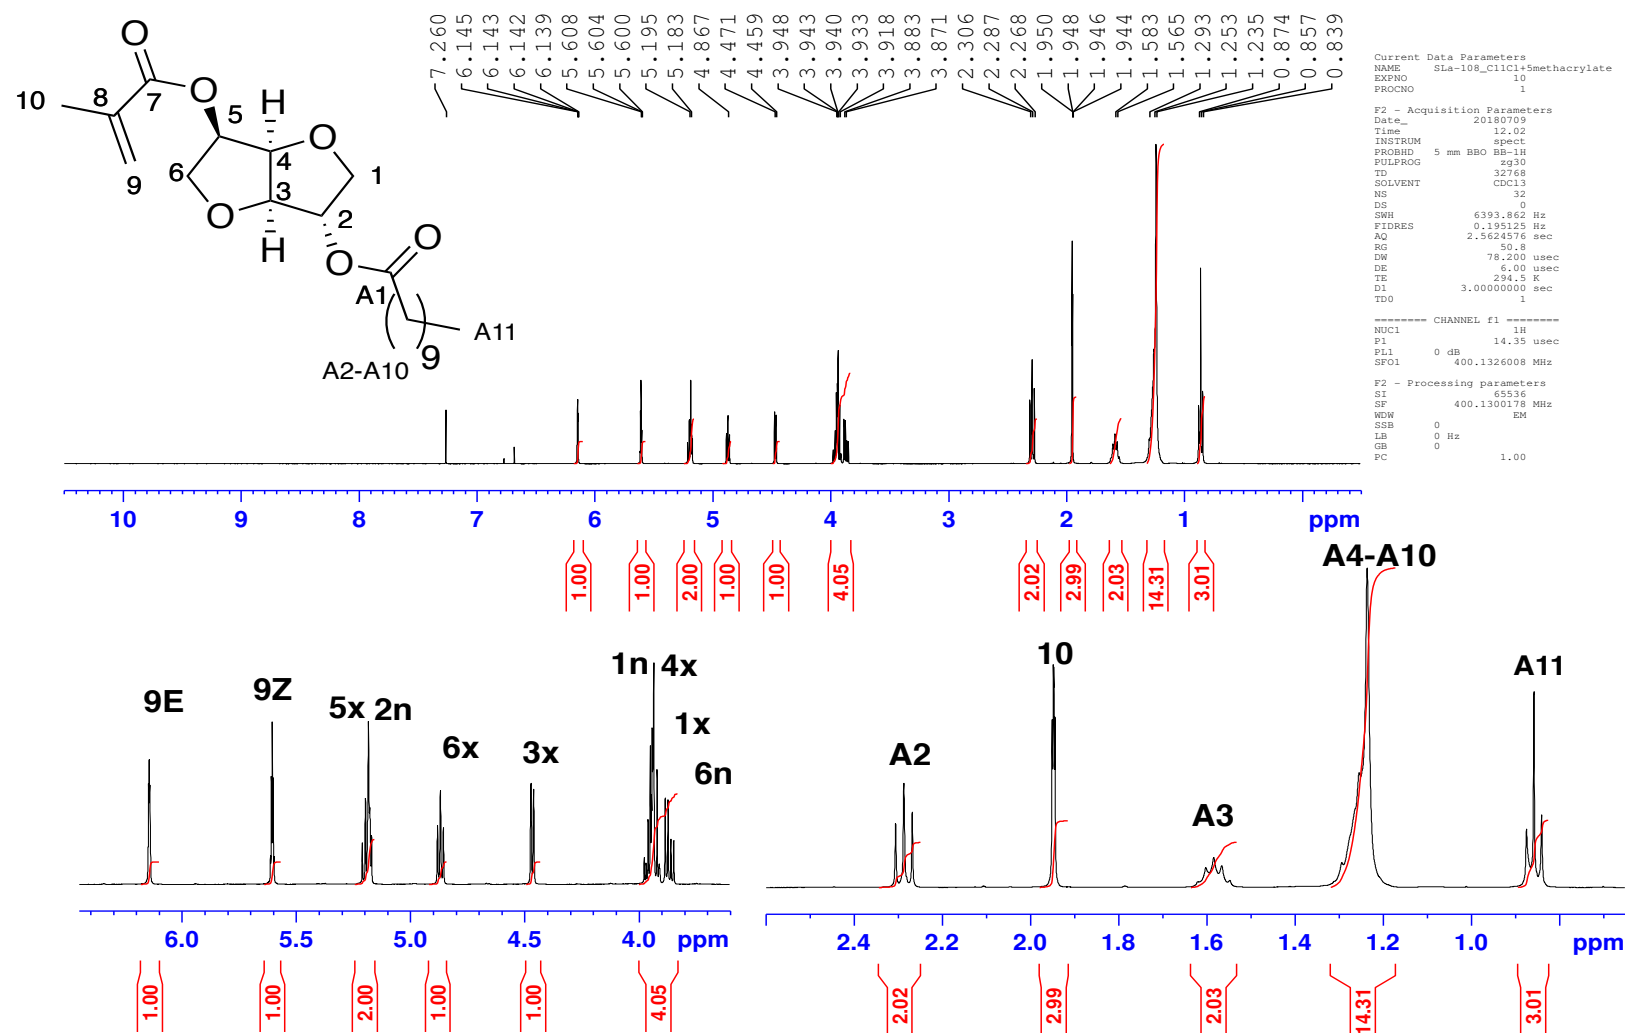 7.260
6.145
6.143
6.142
6.139
5.608
5.604
5.600
5.195
5.183
4.867
4.471
4.459
3.948
3.943
3.940
3.933
3.918
3.883
3.871
2.306
2.287
2.268
1.950
1.948
1.946
1.944
1.583
1.565
1.293
1.253
1.235
0.874
0.857
0.839
O
10
8
7
O
5
H
O
4
6
9
1
3
O
2
H
O
O
A1
A11
9
A2-A10
Current Data Parameters
NAME SLa-108_C11C1+5methacrylate
EXPNO 10
PROCNO 1
F2 - Acquisition Parameters
Date_ 20180709
Time 12.02
INSTRUM spect
PROBHD 5 mm BBO BB-1H
PULPROG zg30
TD 32768
SOLVENT CDCl3
NS 32
DS 0
SWH 6393.862 Hz
FIDRES 0.195125 Hz
AQ 2.5624576 sec
RG 50.8
DW 78.200 usec
DE 6.00 usec
TE 294.5 K
D1 3.00000000 sec
TD0 1
======== CHANNEL f1 ========
NUC1 1H
P1 14.35 usec
PL1 0 dB
SFO1 400.1326008 MHz
F2 - Processing parameters
SI 65536
SF 400.1300178 MHz
WDW EM
SSB 0
LB 0 Hz
GB 0
PC 1.00
10 9 8 7 6 5 4 3 2 1 ppm
1.00 1.00 2.00 1.00 1.00 4.05 2.02 2.99 2.03 14.31 3.01
9E 9Z 5x 2n 6x 3x 1n 4x 1x 6n
6.0 5.5 5.0 4.5 4.0 ppm
1.00 1.00 2.00 1.00 1.00 4.05
A2 10 A3 A4-A10 A11
2.4 2.2 2.0 1.8 1.6 1.4 1.2 1.0 ppm
2.02 2.99 2.03 14.31 3.01